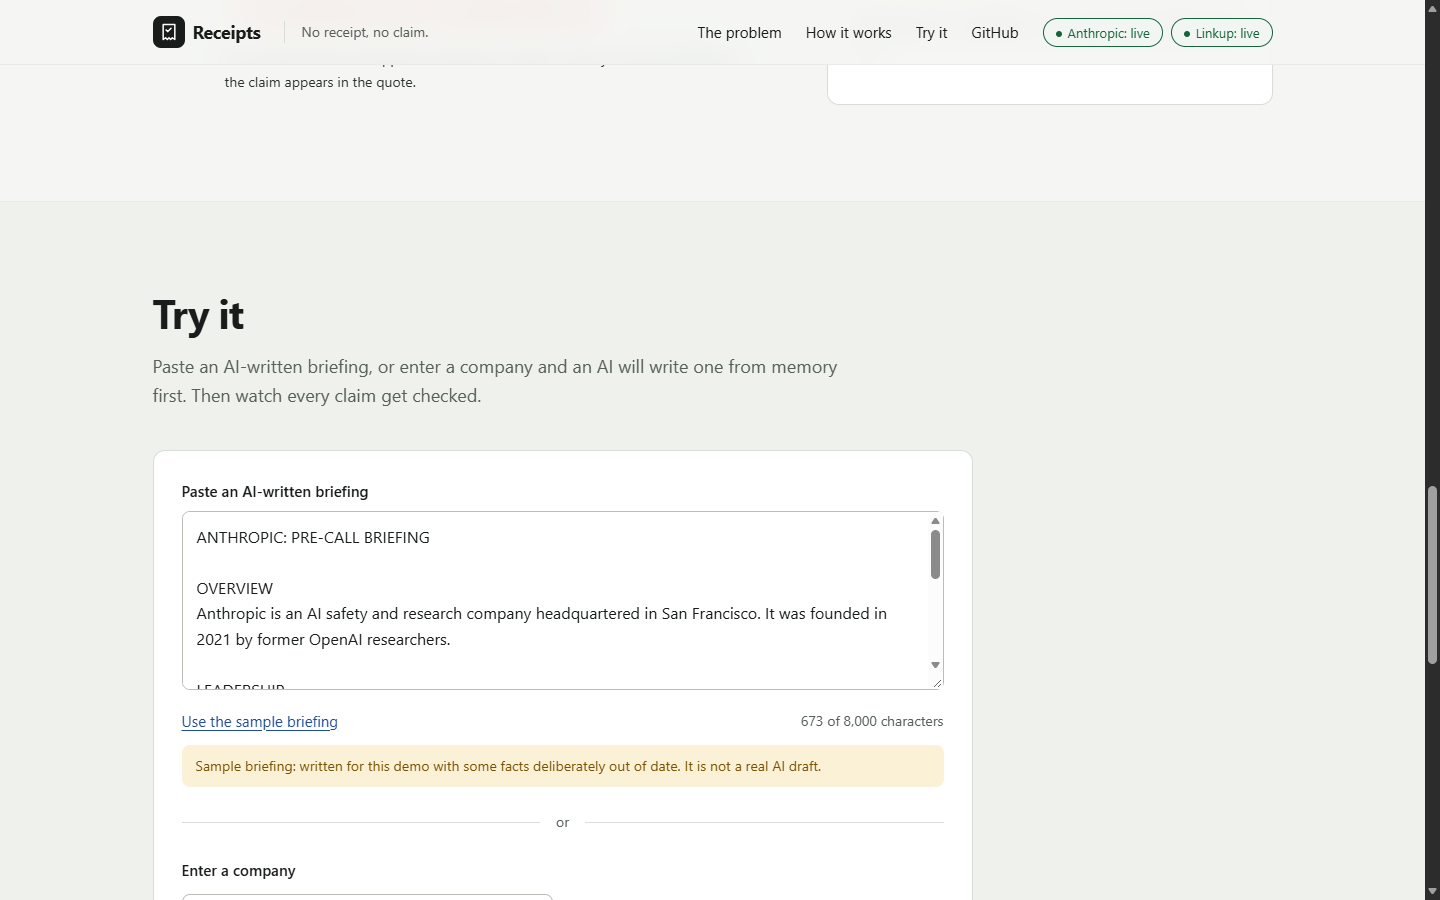 Receipts
No receipt, no claim.
The problem
How it works
Try it
GitHub
Anthropic: live
Linkup: live
the claim appears in the quote.
Try it
Paste an AI-written briefing, or enter a company and an AI will write one from memory
first. Then watch every claim get checked.
Paste an AI-written briefing
ANTHROPIC: PRE-CALL BRIEFING
OVERVIEW
Anthropic is an AI safety and research company headquartered in San Francisco. It was founded in
2021 by former OpenAI researchers.
LEADERSHIP
Use the sample briefing
673 of 8,000 characters
Sample briefing: written for this demo with some facts deliberately out of date. It is not a real AI draft.
or
Enter a company